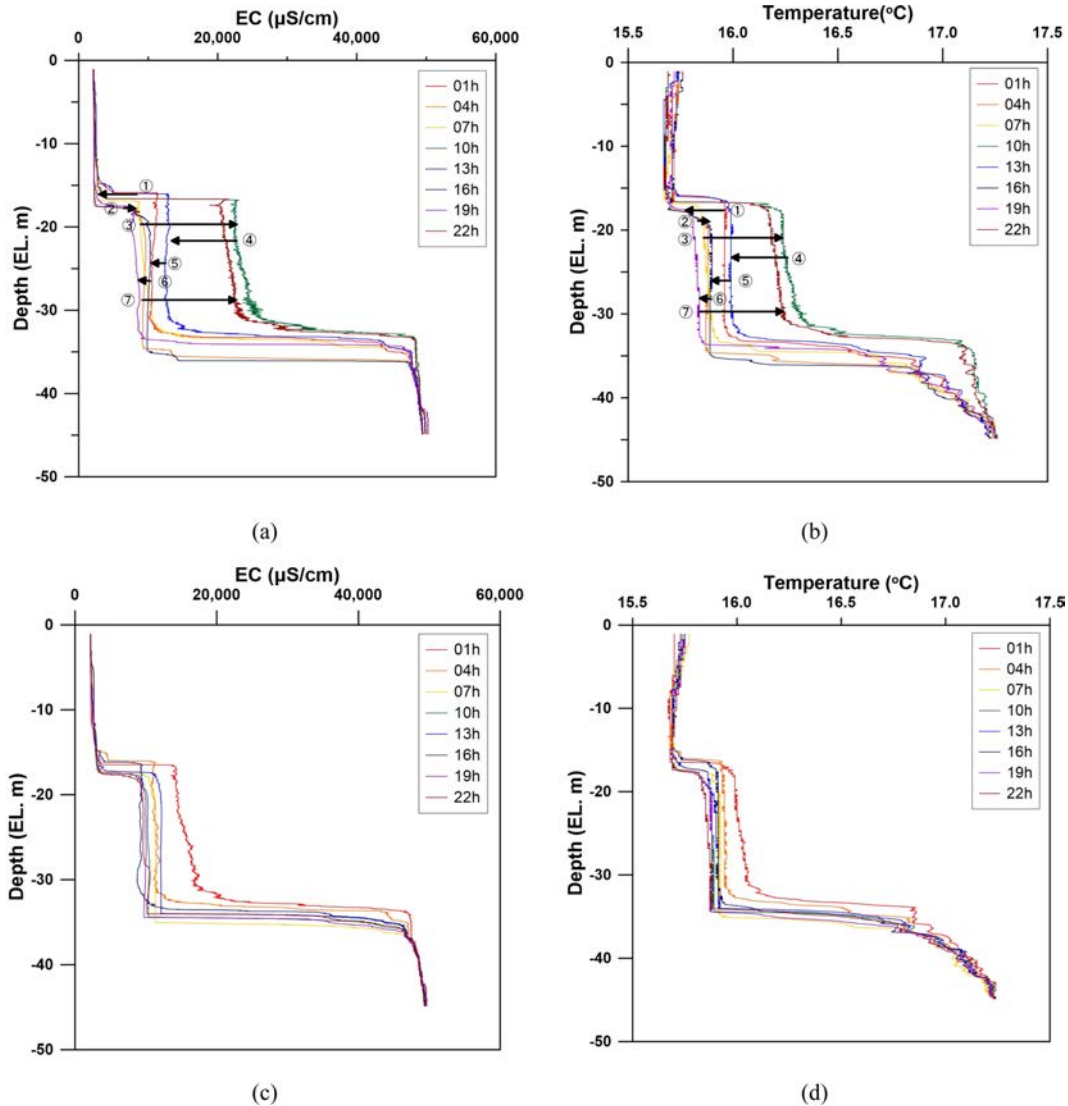 EC (µS/cm)
0 20,000 40,000 60,000
0
-10
-20
-30
-40
-50
Depth (EL. m)
01h
04h
07h
10h
13h
16h
19h
22h
①
②
③
④
⑤
⑥
⑦
(a)
Temperature(°C)
15.5 16.0 16.5 17.0 17.5
0
-10
-20
-30
-40
-50
Depth (EL. m)
01h
04h
07h
10h
13h
16h
19h
22h
①
②
③
④
⑤
⑥
⑦
(b)
EC (µS/cm)
0 20,000 40,000 60,000
0
-10
-20
-30
-40
-50
Depth (EL. m)
01h
04h
07h
10h
13h
16h
19h
22h
(c)
Temperature (°C)
15.5 16.0 16.5 17.0 17.5
0
-10
-20
-30
-40
-50
Depth (EL. m)
01h
04h
07h
10h
13h
16h
19h
22h
(d)